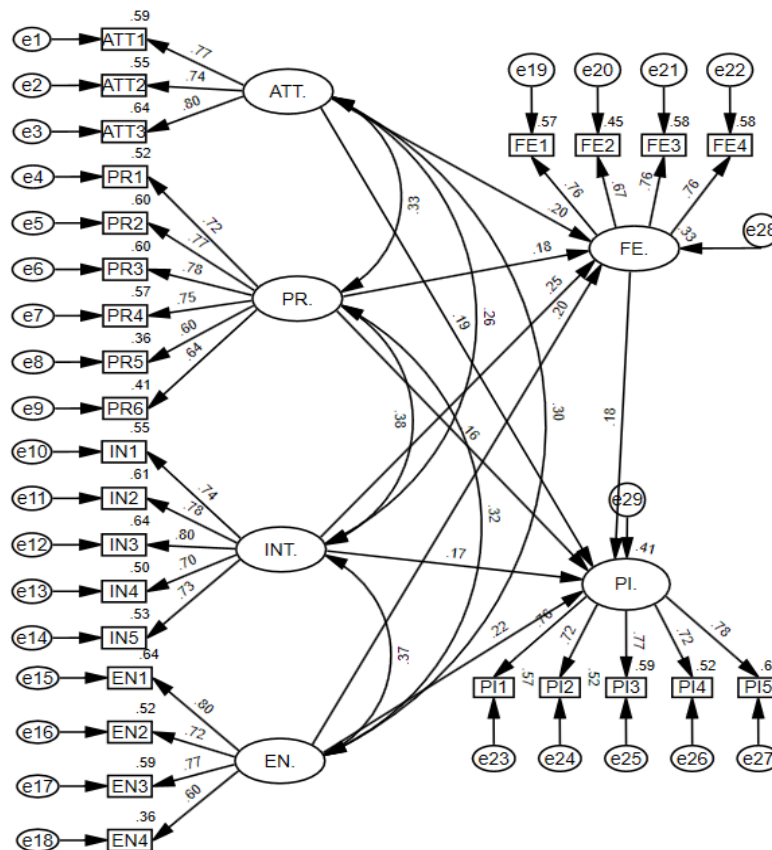 .59
e1 ATT1
.77
.55
e2 ATT2
.74
.64
e3 ATT3
.80
ATT.
.52
e4 PR1
.72
.60
e5 PR2
.77
.60
e6 PR3
.78
.57
e7 PR4
.75
.36
e8 PR5
.60
.41
e9 PR6
.64
PR.
.55
e10 IN1
.74
.61
e11 IN2
.78
.64
e12 IN3
.80
.50
e13 IN4
.70
.53
e14 IN5
.73
INT.
.64
e15 EN1
.80
.52
e16 EN2
.72
.59
e17 EN3
.77
.36
e18 EN4
.60
EN.
.33
.26
.30
.38
.32
.37
.20
.18
.25
.20
.19
.16
.17
.22
.18
e19 e20 e21 e22
.57 .45 .58 .58
FE1 FE2 FE3 FE4
.76 .67 .76 .76
FE.
.33
e28
e29
.41
PI.
.76 .72 .77 .72 .78
.57 .52 .59 .52
PI1 PI2 PI3 PI4 PI5
e23 e24 e25 e26 e27